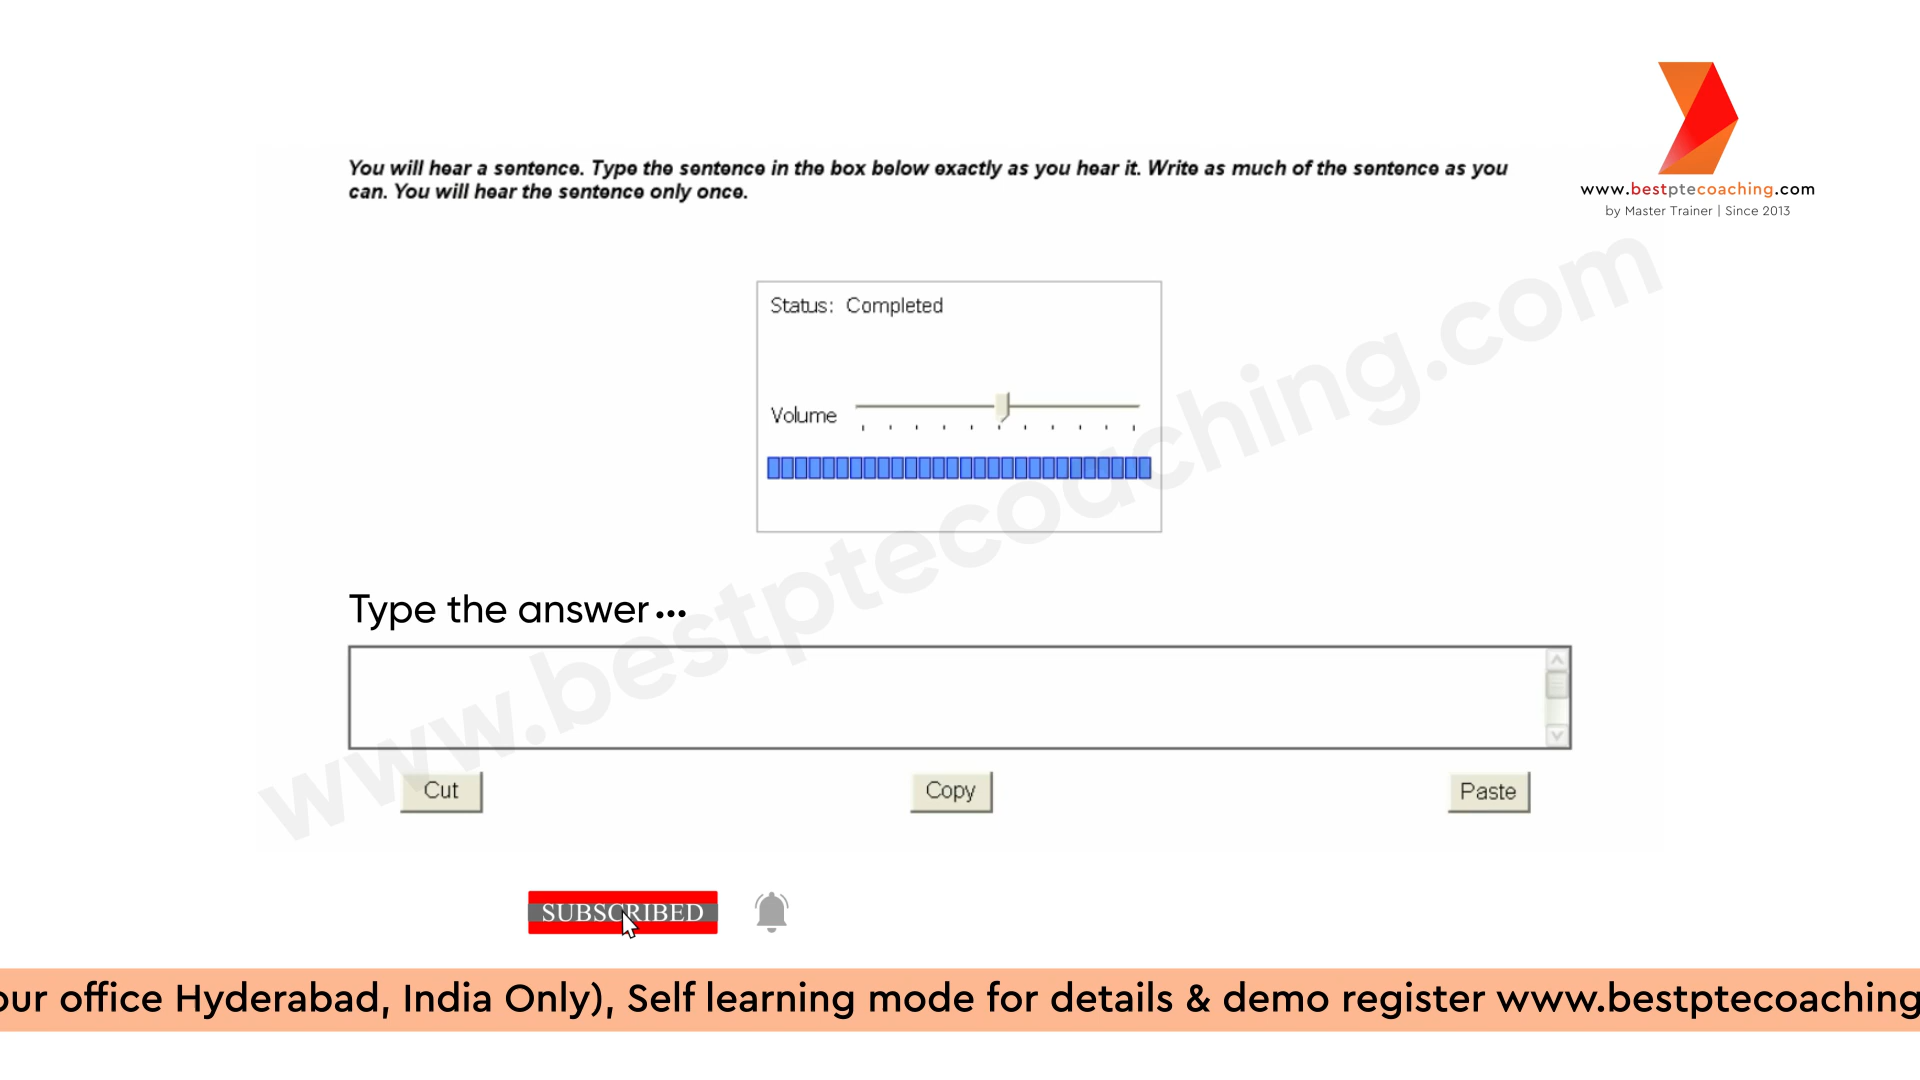 You will hear a sentence. Type the sentence in the box below exactly as you hear it. Write as much of the sentence as you
can. You will hear the sentence only once.
www.bestptecoaching.com
by Master Trainer | Since 2013
Status: Completed
Volume
www.bestptecoaching.com
Type the answer...
Cut
Copy
Paste
SUBSCRIBED
our office Hyderabad, India Only), Self learning mode for details & demo register www.bestptecoaching